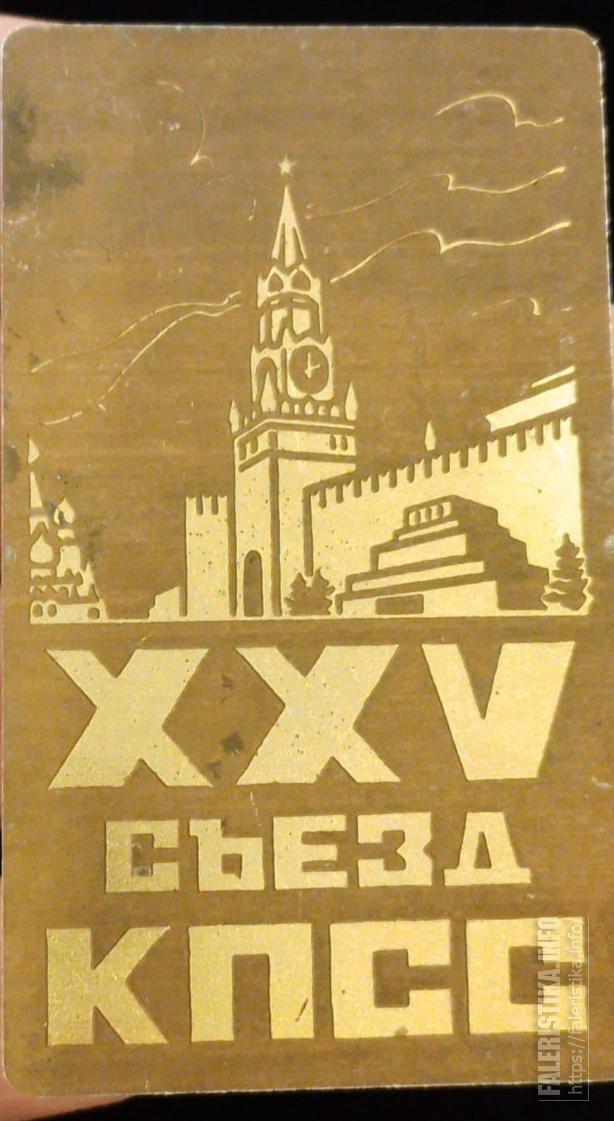 XXV
СЪЕЗД
КПСС
FALERISTIKA.INFO
https://faleristika.info/